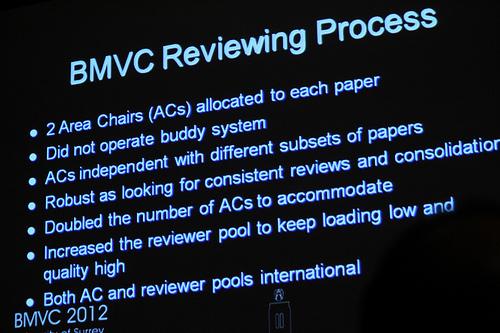 BMVC Reviewing Process
• 2 Area Chairs (ACs) allocated to each paper
• Did not operate buddy system
• ACs independent with different subsets of papers
• Robust as looking for consistent reviews and consolidation
• Doubled the number of ACs to accommodate
• Increased the reviewer pool to keep loading low and
quality high
• Both AC and reviewer pools international
BMVC 2012
of Surrey